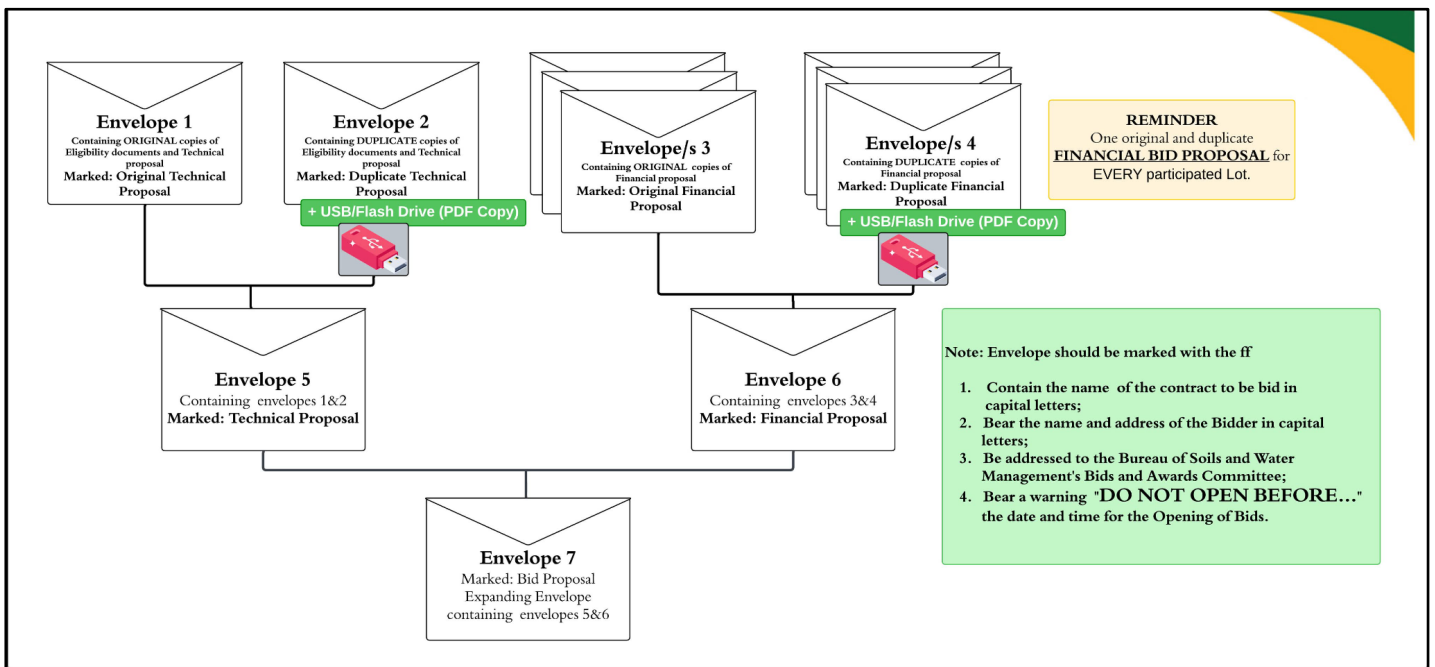 Envelope 1
Containing ORIGINAL copies of
Eligibility documents and Technical
proposal
Marked: Original Technical
Proposal
Envelope 2
Containing DUPLICATE copies of
Eligibility documents and Technical
proposal
Marked: Duplicate Technical
Proposal
+ USB/Flash Drive (PDF Copy)
Envelope/s 3
Containing ORIGINAL copies of
Financial proposal
Marked: Original Financial
Proposal
Envelope/s 4
Containing DUPLICATE copies of
Financial proposal
Marked: Duplicate Financial
Proposal
+ USB/Flash Drive (PDF Copy)
REMINDER
One original and duplicate
FINANCIAL BID PROPOSAL for
EVERY participated Lot.
Envelope 5
Containing envelopes 1&2
Marked: Technical Proposal
Envelope 6
Containing envelopes 3&4
Marked: Financial Proposal
Note: Envelope should be marked with the ff
1. Contain the name of the contract to be bid in
capital letters;
2. Bear the name and address of the Bidder in capital
letters;
3. Be addressed to the Bureau of Soils and Water
Management's Bids and Awards Committee;
4. Bear a warning "DO NOT OPEN BEFORE..."
the date and time for the Opening of Bids.
Envelope 7
Marked: Bid Proposal
Expanding Envelope
containing envelopes 5&6